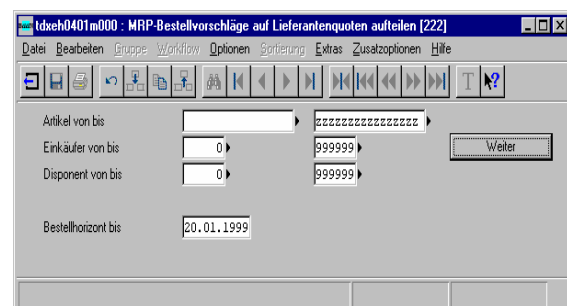 tdxeh0401m000 : MRP-Bestellvorschläge auf Lieferantenquoten aufteilen [222]
Datei Bearbeiten Gruppe Workflow Optionen Sortierung Extras Zusatzoptionen Hilfe
T ?
Artikel von bis zzzzzzzzzzzzzzzz
Einkäufer von bis 0 999999 Weiter
Disponent von bis 0 999999
Bestellhorizont bis 20.01.1999